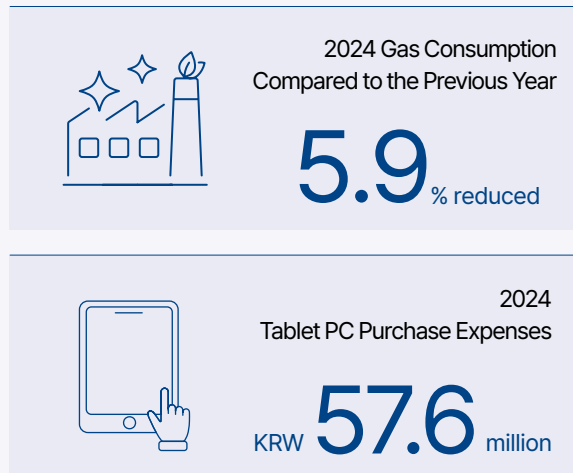 2024 Gas Consumption
Compared to the Previous Year
5.9 % reduced
2024
Tablet PC Purchase Expenses
KRW 57.6 million